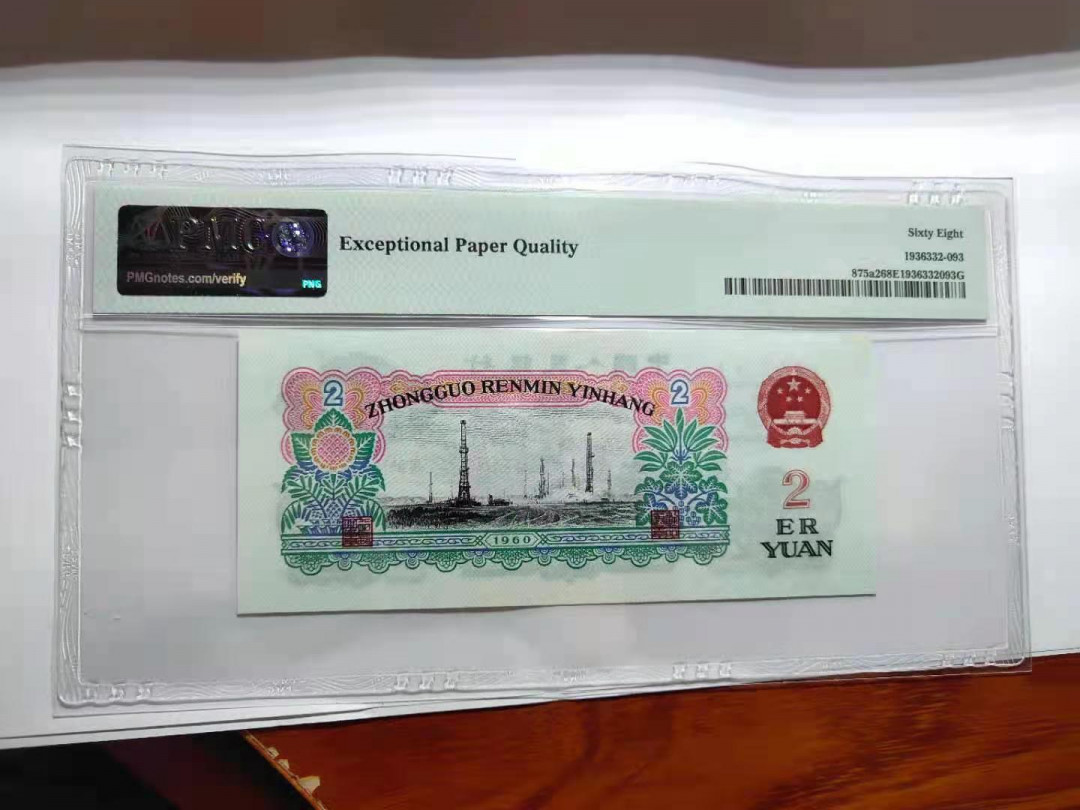 PMG
Exceptional Paper Quality
PMGnotes.com/verify
PMG
Sixty Eight
1936332-093
875a268E1936332093G
2
ZHONGGUO RENMIN YINHANG
2
1960
2
ER
YUAN